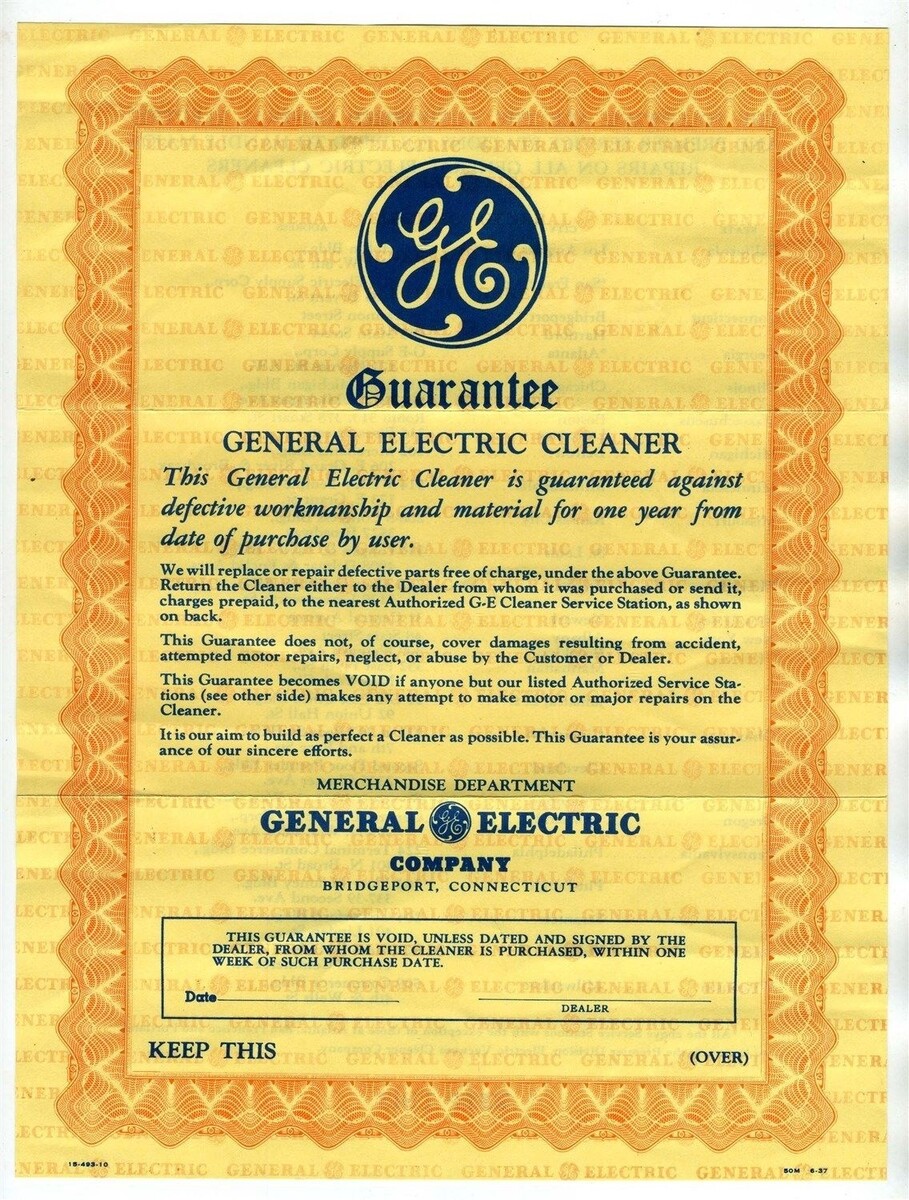 GE
Guarantee
GENERAL ELECTRIC CLEANER
This General Electric Cleaner is guaranteed against
defective workmanship and material for one year from
date of purchase by user.
We will replace or repair defective parts free of charge, under the above Guarantee.
Return the Cleaner either to the Dealer from whom it was purchased or send it,
charges prepaid, to the nearest Authorized G-E Cleaner Service Station, as shown
on back.
This Guarantee does not, of course, cover damages resulting from accident,
attempted motor repairs, neglect, or abuse by the Customer or Dealer.
This Guarantee becomes VOID if anyone but our listed Authorized Service Sta-
tions (see other side) makes any attempt to make motor or major repairs on the
Cleaner.
It is our aim to build as perfect a Cleaner as possible. This Guarantee is your assur-
ance of our sincere efforts.
MERCHANDISE DEPARTMENT
GENERAL GE ELECTRIC
COMPANY
BRIDGEPORT, CONNECTICUT
THIS GUARANTEE IS VOID, UNLESS DATED AND SIGNED BY THE
DEALER, FROM WHOM THE CLEANER IS PURCHASED, WITHIN ONE
WEEK OF SUCH PURCHASE DATE.
Date
DEALER
KEEP THIS (OVER)
15-493-10 50M 6-37